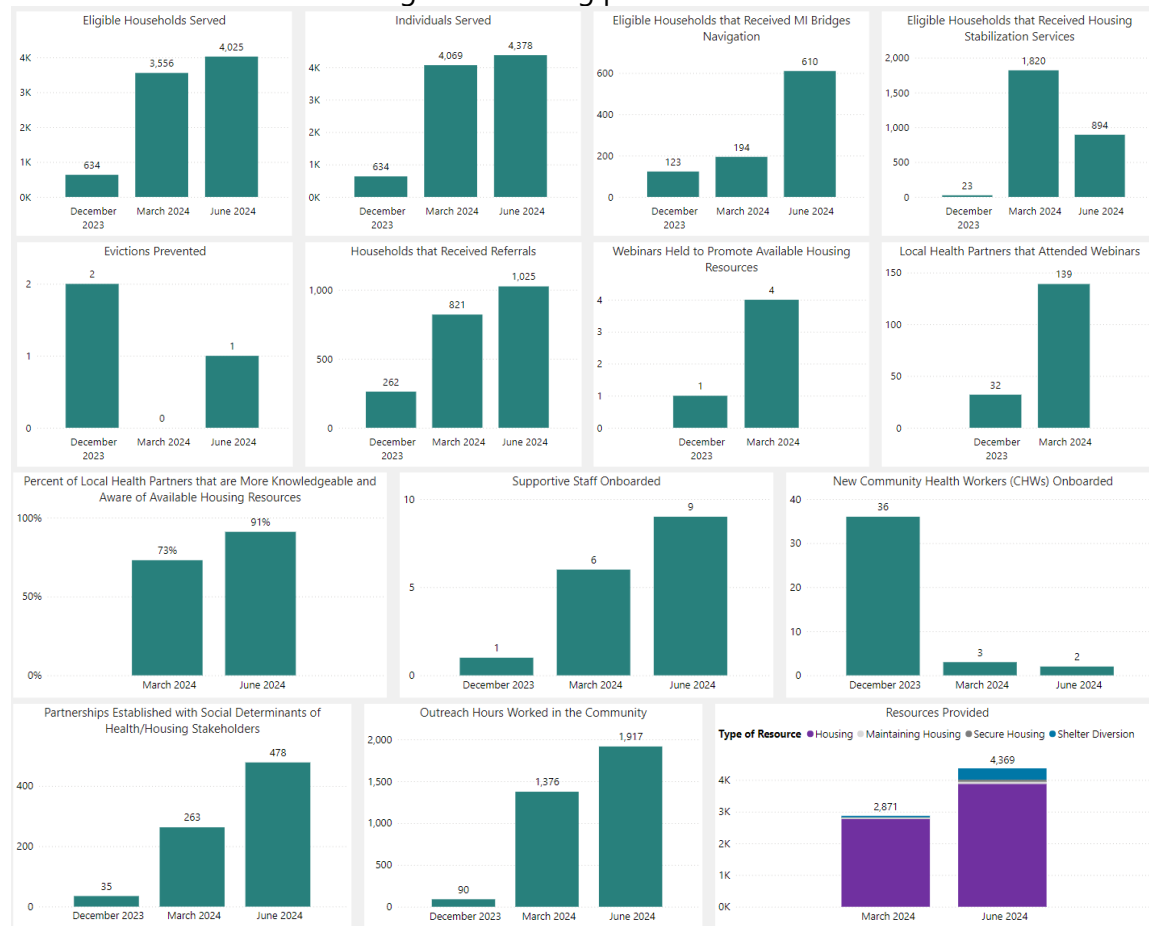 Eligible Households Served
4K
3K
2K
1K
0K
634
3,556
4,025
December
2023
March 2024
June 2024
Individuals Served
4K
3K
2K
1K
0K
634
4,069
4,378
December
2023
March 2024
June 2024
Eligible Households that Received MI Bridges
Navigation
600
400
200
0
123
194
610
December
2023
March 2024
June 2024
Eligible Households that Received Housing
Stabilization Services
2,000
1,500
1,000
500
0
23
1,820
894
December
2023
March 2024
June 2024
Evictions Prevented
2
1
0
2
0
1
December
2023
March 2024
June 2024
Households that Received Referrals
1,000
500
0
262
821
1,025
December
2023
March 2024
June 2024
Webinars Held to Promote Available Housing
Resources
4
3
2
1
0
1
4
December
2023
March 2024
Local Health Partners that Attended Webinars
150
100
50
0
32
139
December
2023
March 2024
Percent of Local Health Partners that are More Knowledgeable and
Aware of Available Housing Resources
100%
50%
0%
73%
91%
March 2024
June 2024
Supportive Staff Onboarded
10
5
0
1
6
9
December 2023
March 2024
June 2024
New Community Health Workers (CHWs) Onboarded
40
30
20
10
0
36
3
2
December 2023
March 2024
June 2024
Partnerships Established with Social Determinants of
Health/Housing Stakeholders
400
200
0
35
263
478
December 2023
March 2024
June 2024
Outreach Hours Worked in the Community
2,000
1,500
1,000
500
0
90
1,376
1,917
December 2023
March 2024
June 2024
Resources Provided
Type of Resource Housing Maintaining Housing Secure Housing Shelter Diversion
4K
3K
2K
1K
0K
2,871
4,369
March 2024
June 2024